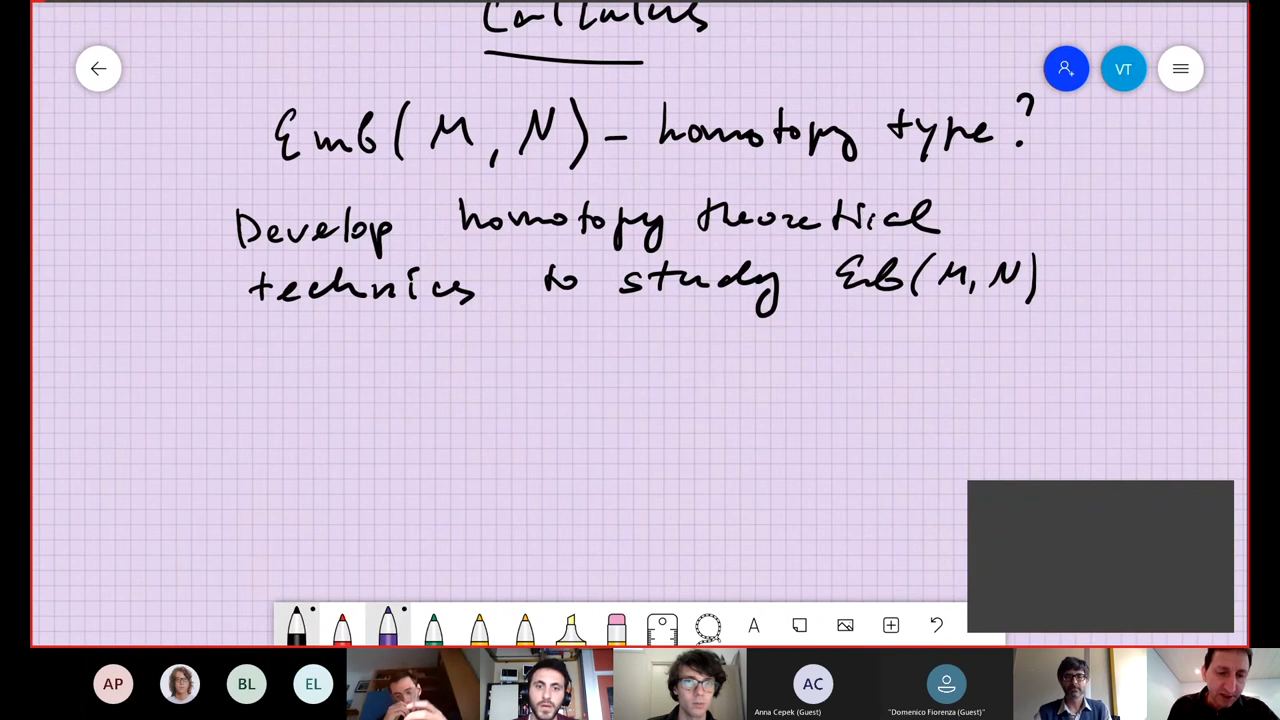 Calculus
VT
Emb(M, N) - homotopy type?
Develop homotopy theoretical
technics to study Emb(M, N)
A
AP
BL
EL
AC
Anna Cepek (Guest)
"Domenico Fiorenza (Guest)"